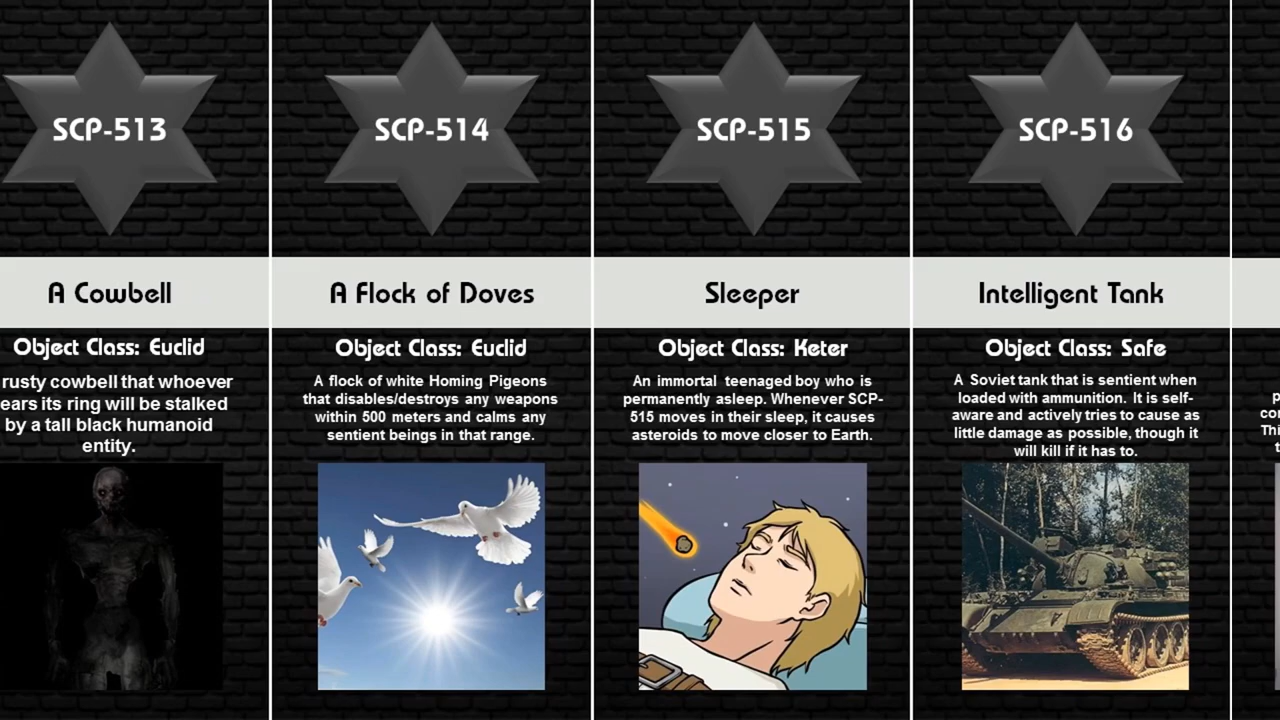 SCP-513
A Cowbell
Object Class: Euclid
rusty cowbell that whoever
ears its ring will be stalked
by a tall black humanoid
entity.
SCP-514
A Flock of Doves
Object Class: Euclid
A flock of white Homing Pigeons
that disables/destroys any weapons
within 500 meters and calms any
sentient beings in that range.
SCP-515
Sleeper
Object Class: Keter
An immortal teenaged boy who is
permanently asleep. Whenever SCP-
515 moves in their sleep, it causes
asteroids to move closer to Earth.
SCP-516
Intelligent Tank
Object Class: Safe
A Soviet tank that is sentient when
loaded with ammunition. It is self-
aware and actively tries to cause as
little damage as possible, though it
will kill if it has to.